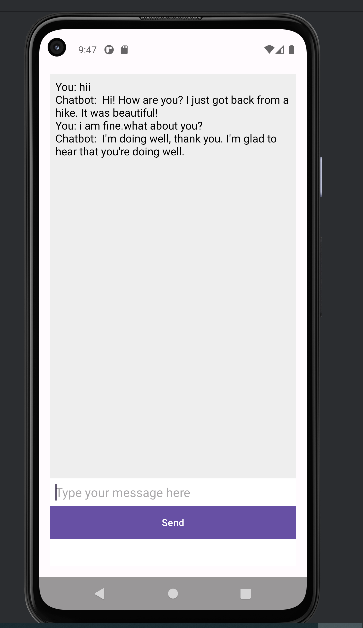 9:47
You: hii
Chatbot:  Hi! How are you? I just got back from a
hike. It was beautiful!
You: i am fine.what about you?
Chatbot:  I'm doing well, thank you. I'm glad to
hear that you're doing well.
Type your message here
Send